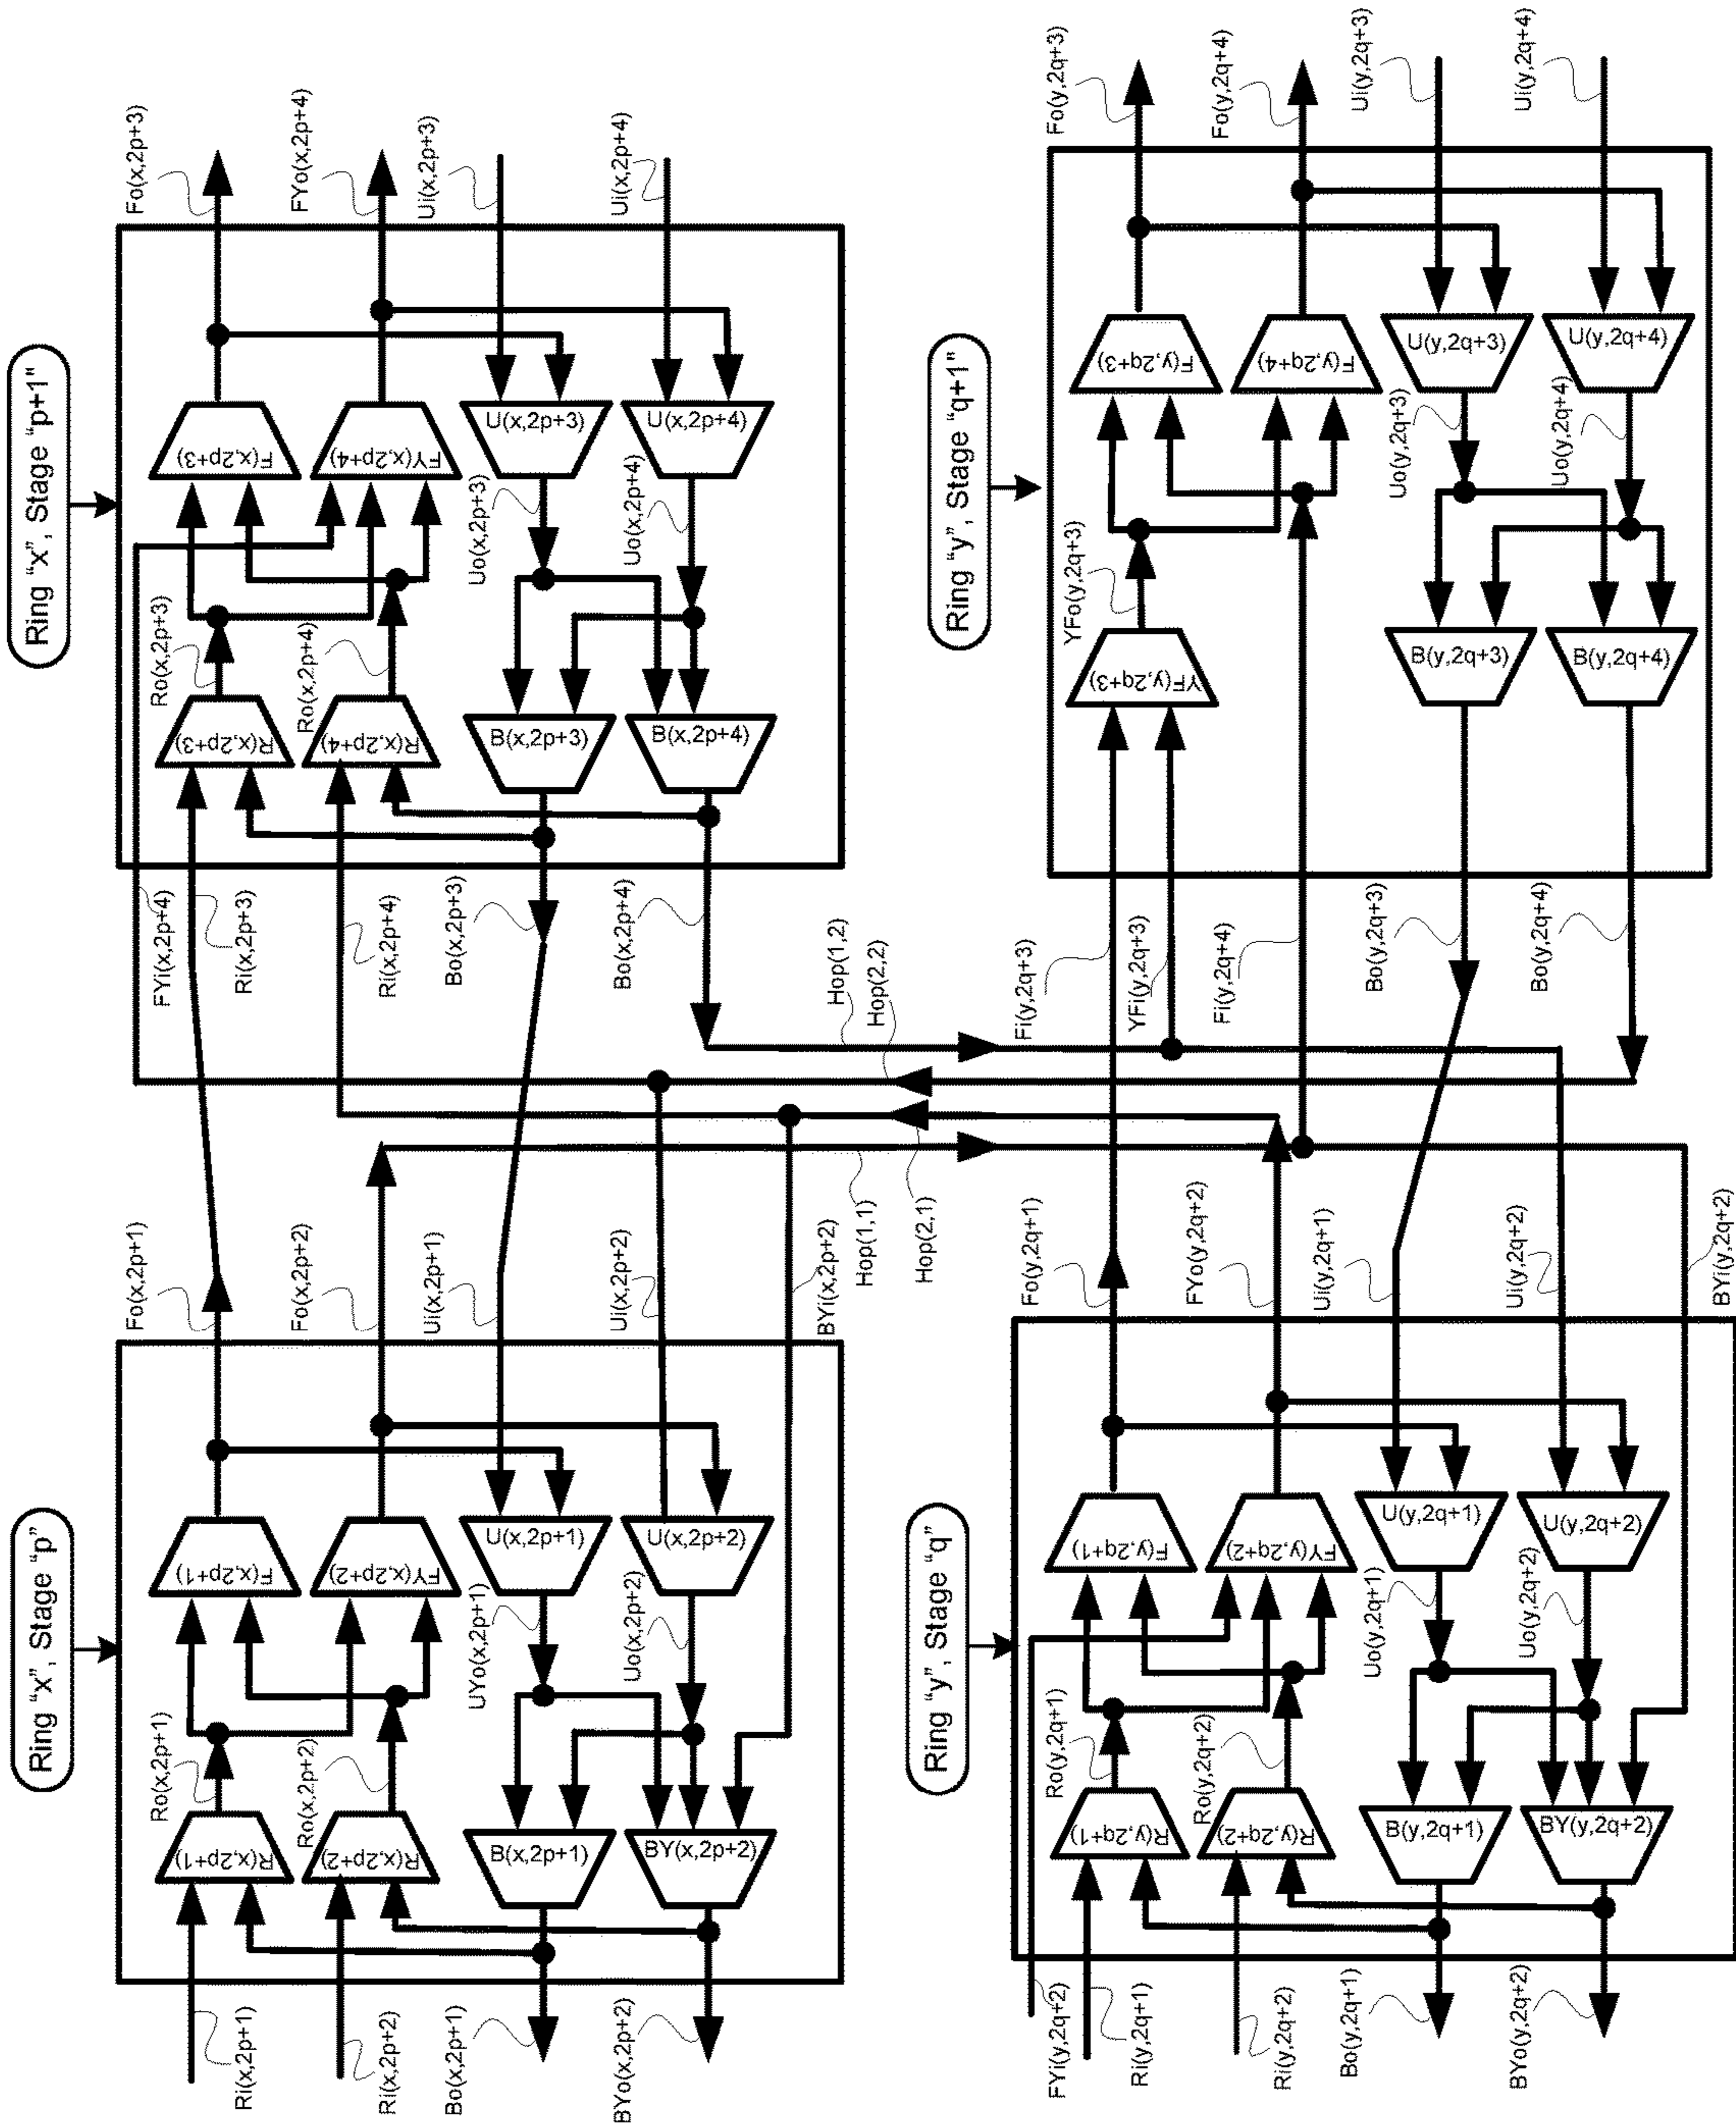 Ring "x", Stage "p"
Ring "x", Stage "p+1"
Ri(x,2p+1)
Ri(x,2p+2)
Bo(x,2p+1)
BYo(x,2p+2)
R(x,2p+1)
R(x,2p+2)
Ro(x,2p+1)
Ro(x,2p+2)
F(x,2p+1)
FY(x,2p+2)
UYo(x,2p+1)
Uo(x,2p+2)
U(x,2p+1)
U(x,2p+2)
B(x,2p+1)
BY(x,2p+2)
Fo(x,2p+1)
Fo(x,2p+2)
Ui(x,2p+1)
Ui(x,2p+2)
BYi(x,2p+2)
Hop(1,1)
Hop(2,1)
Hop(1,2)
Hop(2,2)
FYi(x,2p+4)
Ri(x,2p+3)
Ri(x,2p+4)
Bo(x,2p+3)
Bo(x,2p+4)
R(x,2p+3)
R(x,2p+4)
Ro(x,2p+3)
Ro(x,2p+4)
F(x,2p+3)
FY(x,2p+4)
Uo(x,2p+3)
Uo(x,2p+4)
U(x,2p+3)
U(x,2p+4)
B(x,2p+3)
B(x,2p+4)
Fo(x,2p+3)
FYo(x,2p+4)
Ui(x,2p+3)
Ui(x,2p+4)
Ring "y", Stage "q"
Ring "y", Stage "q+1"
FYi(y,2q+2)
Ri(y,2q+1)
Ri(y,2q+2)
Bo(y,2q+1)
BYo(y,2q+2)
R(y,2q+1)
R(y,2q+2)
Ro(y,2q+1)
Ro(y,2q+2)
F(y,2q+1)
FY(y,2q+2)
Uo(y,2q+1)
Uo(y,2q+2)
U(y,2q+1)
U(y,2q+2)
B(y,2q+1)
BY(y,2q+2)
Fo(y,2q+1)
FYo(y,2q+2)
Ui(y,2q+1)
Ui(y,2q+2)
BYi(y,2q+2)
Fi(y,2q+3)
YFi(y,2q+3)
Fi(y,2q+4)
Bo(y,2q+3)
Bo(y,2q+4)
YF(y,2q+3)
YFo(y,2q+3)
F(y,2q+3)
F(y,2q+4)
Uo(y,2q+3)
Uo(y,2q+4)
U(y,2q+3)
U(y,2q+4)
B(y,2q+3)
B(y,2q+4)
Fo(y,2q+3)
Fo(y,2q+4)
Ui(y,2q+3)
Ui(y,2q+4)